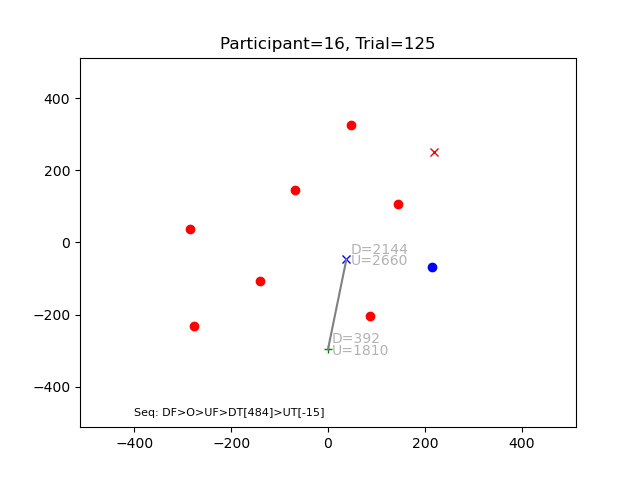 Participant=16, Trial=125
400
200
0
−200
−400
D=2144
U=2660
D=392
U=1810
Seq: DF>O>UF>DT[484]>UT[-15]
−400
−200
0
200
400